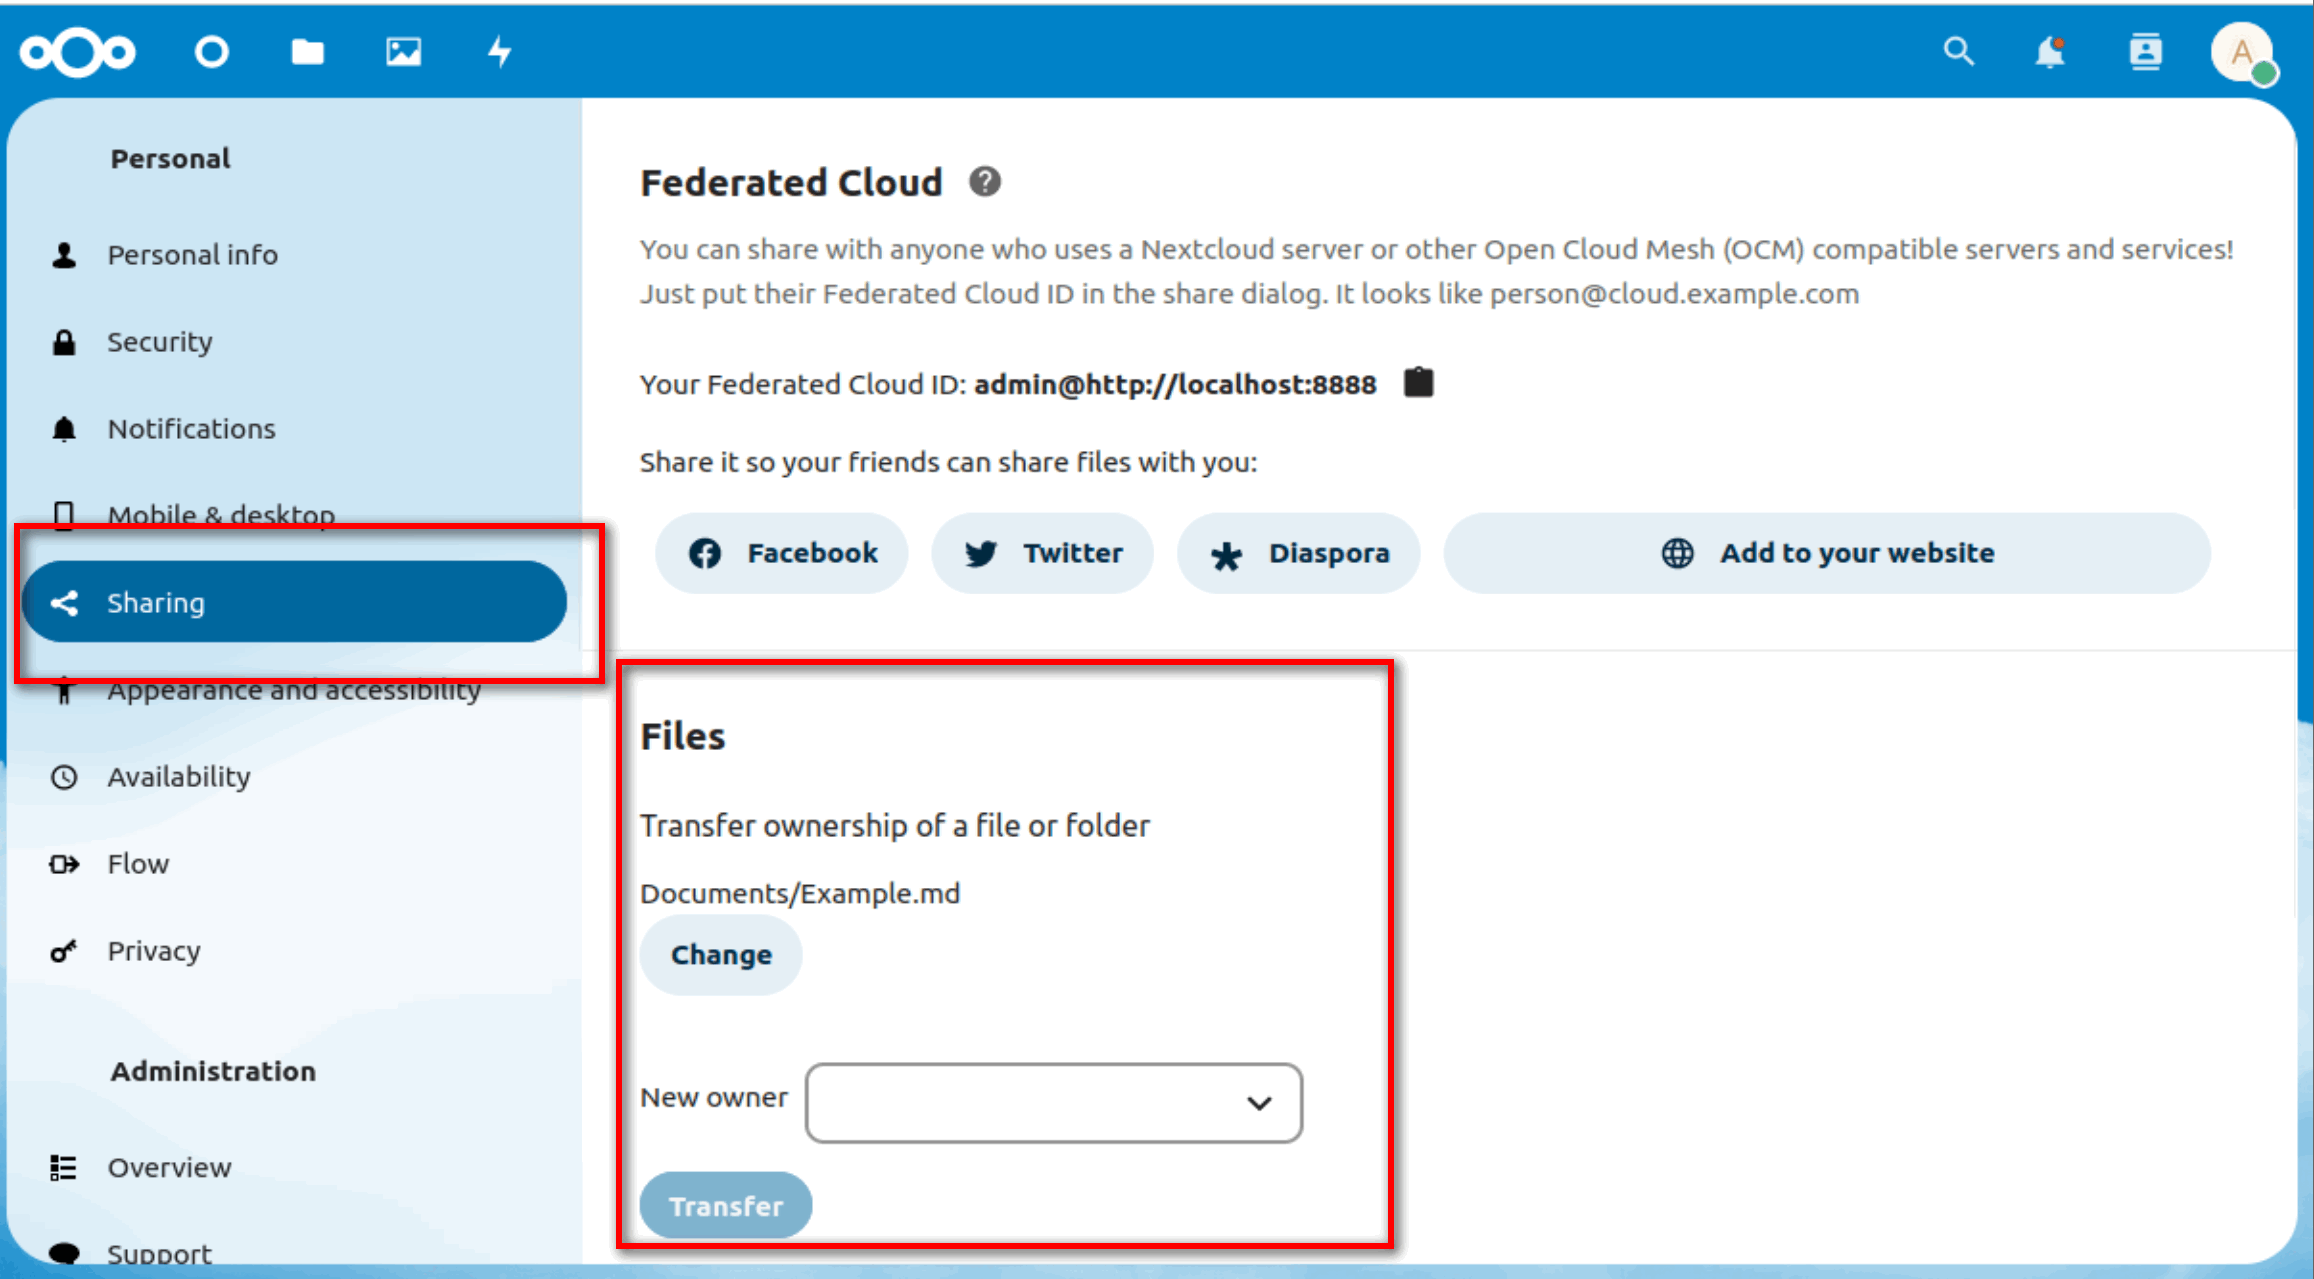 A
Personal
Personal info
Security
Notifications
Mobile & desktop
Sharing
Appearance and accessibility
Availability
Flow
Privacy
Administration
Overview
Support
Federated Cloud
You can share with anyone who uses a Nextcloud server or other Open Cloud Mesh (OCM) compatible servers and services!
Just put their Federated Cloud ID in the share dialog. It looks like person@cloud.example.com
Your Federated Cloud ID: admin@http://localhost:8888
Share it so your friends can share files with you:
Facebook
Twitter
Diaspora
Add to your website
Files
Transfer ownership of a file or folder
Documents/Example.md
Change
New owner
Transfer